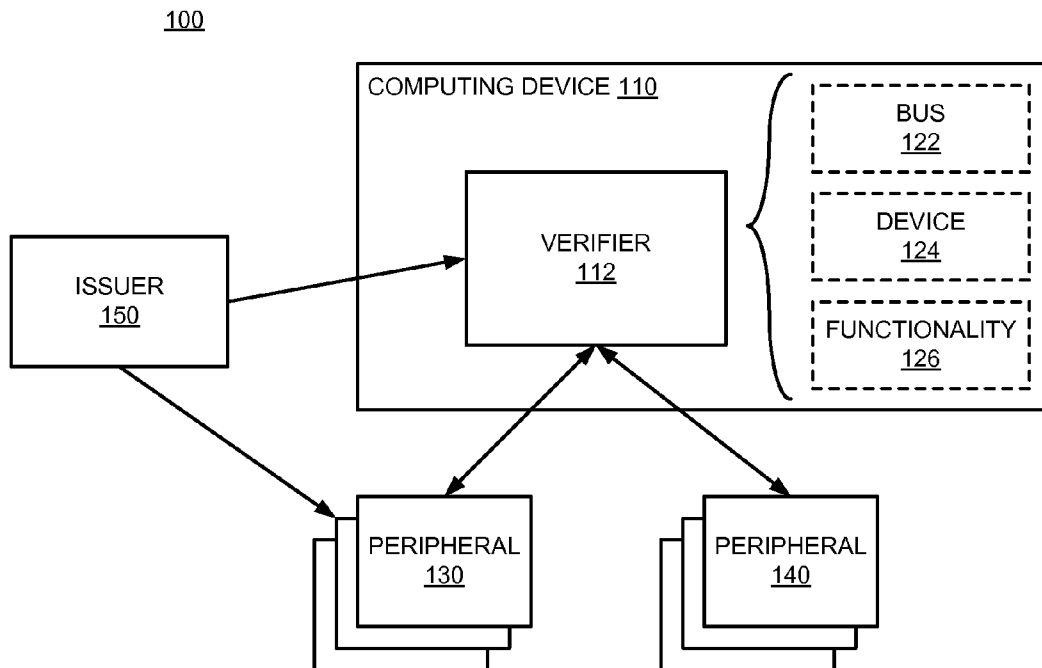 100
COMPUTING DEVICE 110
BUS
122
VERIFIER
112
DEVICE
124
ISSUER
150
FUNCTIONALITY
126
PERIPHERAL
130
PERIPHERAL
140